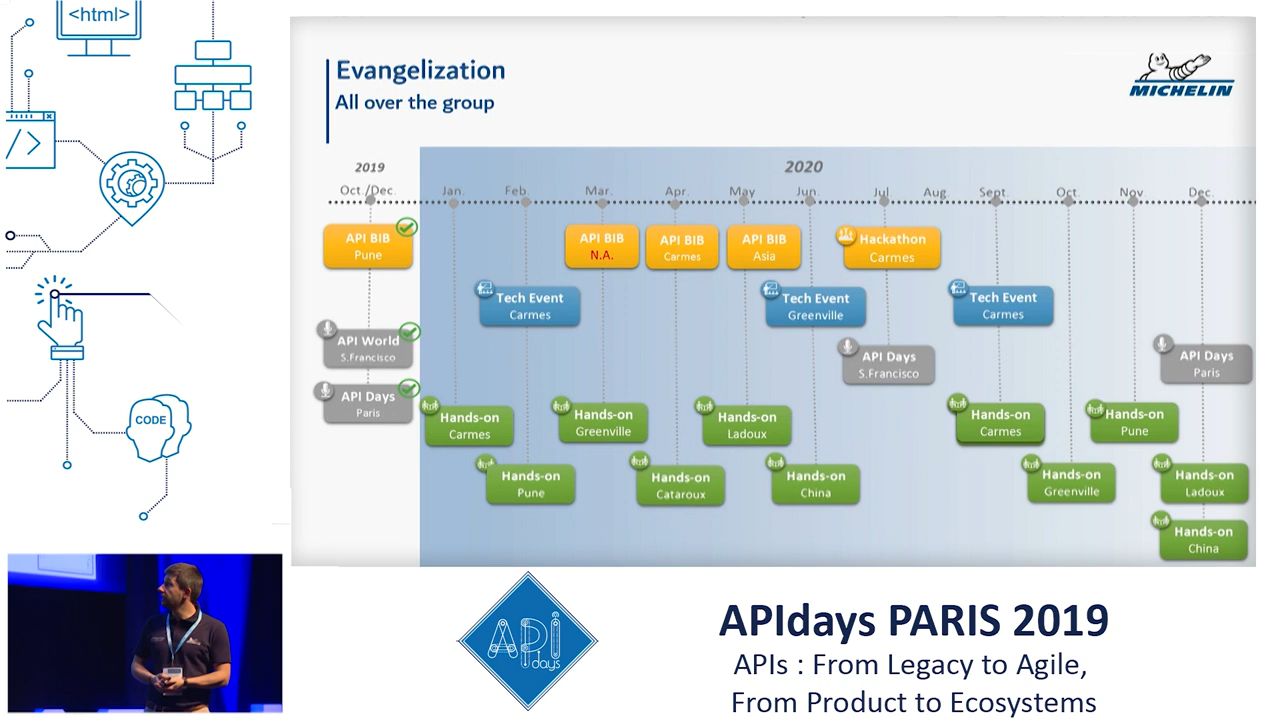 <html>
Evangelization
All over the group
MICHELIN
2019
2020
Oct./Dec.
Jan.
Feb.
Mar.
Apr.
May
Jun.
Jul
Aug.
Sept.
Oct.
Nov.
Dec.
API BIB
Pune
API BIB
N.A.
API BIB
Carmes
API BIB
Asia
Hackathon
Carmes
Tech Event
Carmes
Tech Event
Greenville
Tech Event
Carmes
API World
S.Francisco
API Days
S.Francisco
API Days
Paris
API Days
Paris
Hands-on
Carmes
Hands-on
Greenville
Hands-on
Ladoux
Hands-on
Carmes
Hands-on
Pune
Hands-on
Pune
Hands-on
Cataroux
Hands-on
China
Hands-on
Greenville
Hands-on
Ladoux
Hands-on
China
/>
CODE
API
days
APIdays PARIS 2019
APIs : From Legacy to Agile,
From Product to Ecosystems